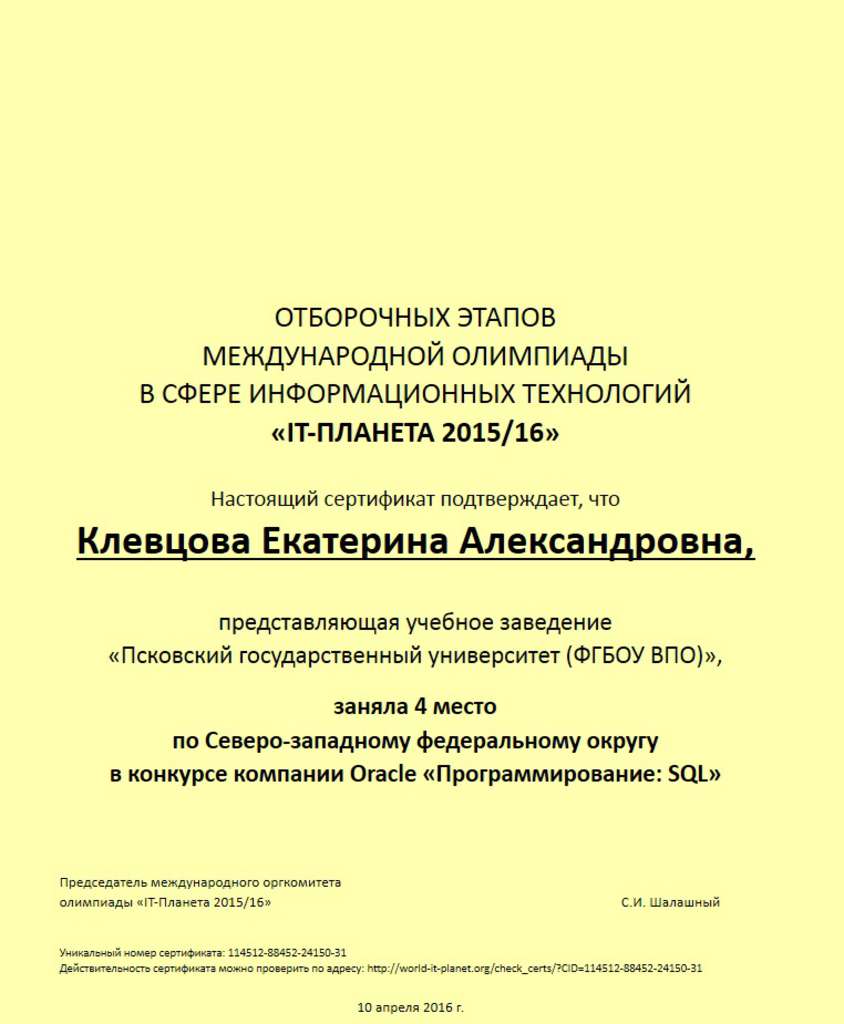 ОТБОРОЧНЫХ ЭТАПОВ
МЕЖДУНАРОДНОЙ ОЛИМПИАДЫ
В СФЕРЕ ИНФОРМАЦИОННЫХ ТЕХНОЛОГИЙ
«IT-ПЛАНЕТА 2015/16»
Настоящий сертификат подтверждает, что
Клевцова Екатерина Александровна,
представляющая учебное заведение
«Псковский государственный университет (ФГБОУ ВПО)»,
заняла 4 место
по Северо-западному федеральному округу
в конкурсе компании Oracle «Программирование: SQL»
Председатель международного оргкомитета
олимпиады «IT-Планета 2015/16» С.И. Шалашный
Уникальный номер сертификата: 114512-88452-24150-31
Действительность сертификата можно проверить по адресу: http://world-it-planet.org/check_certs/?CID=114512-88452-24150-31
10 апреля 2016 г.